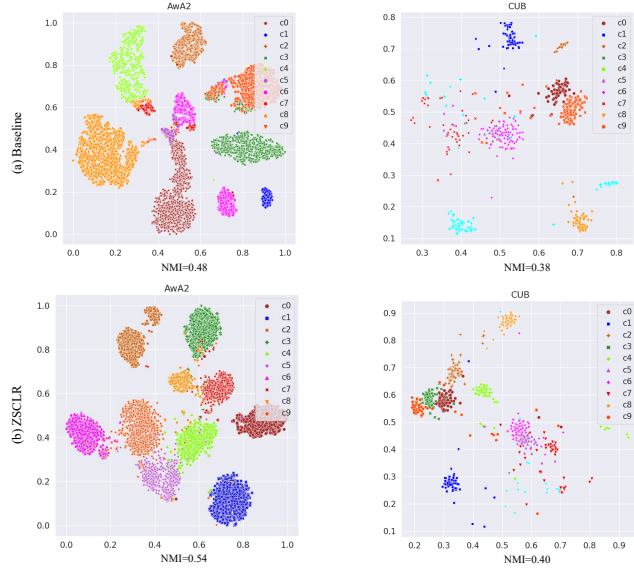 AwA2
CUB
1.0
0.8
0.6
0.4
0.2
0.0
0.0 0.2 0.4 0.6 0.8 1.0
c0
c1
c2
c3
c4
c5
c6
c7
c8
c9
0.8
0.7
0.6
0.5
0.4
0.3
0.2
0.1
0.3 0.4 0.5 0.6 0.7 0.8
c0
c1
c2
c3
c4
c5
c6
c7
c8
c9
(a) Baseline
NMI=0.48
NMI=0.38
AwA2
CUB
1.0
0.8
0.6
0.4
0.2
0.0
0.0 0.2 0.4 0.6 0.8 1.0
c0
c1
c2
c3
c4
c5
c6
c7
c8
c9
0.9
0.8
0.7
0.6
0.5
0.4
0.3
0.2
0.1
0.2 0.3 0.4 0.5 0.6 0.7 0.8 0.9
c0
c1
c2
c3
c4
c5
c6
c7
c8
c9
(b) ZSCLR
NMI=0.54
NMI=0.40